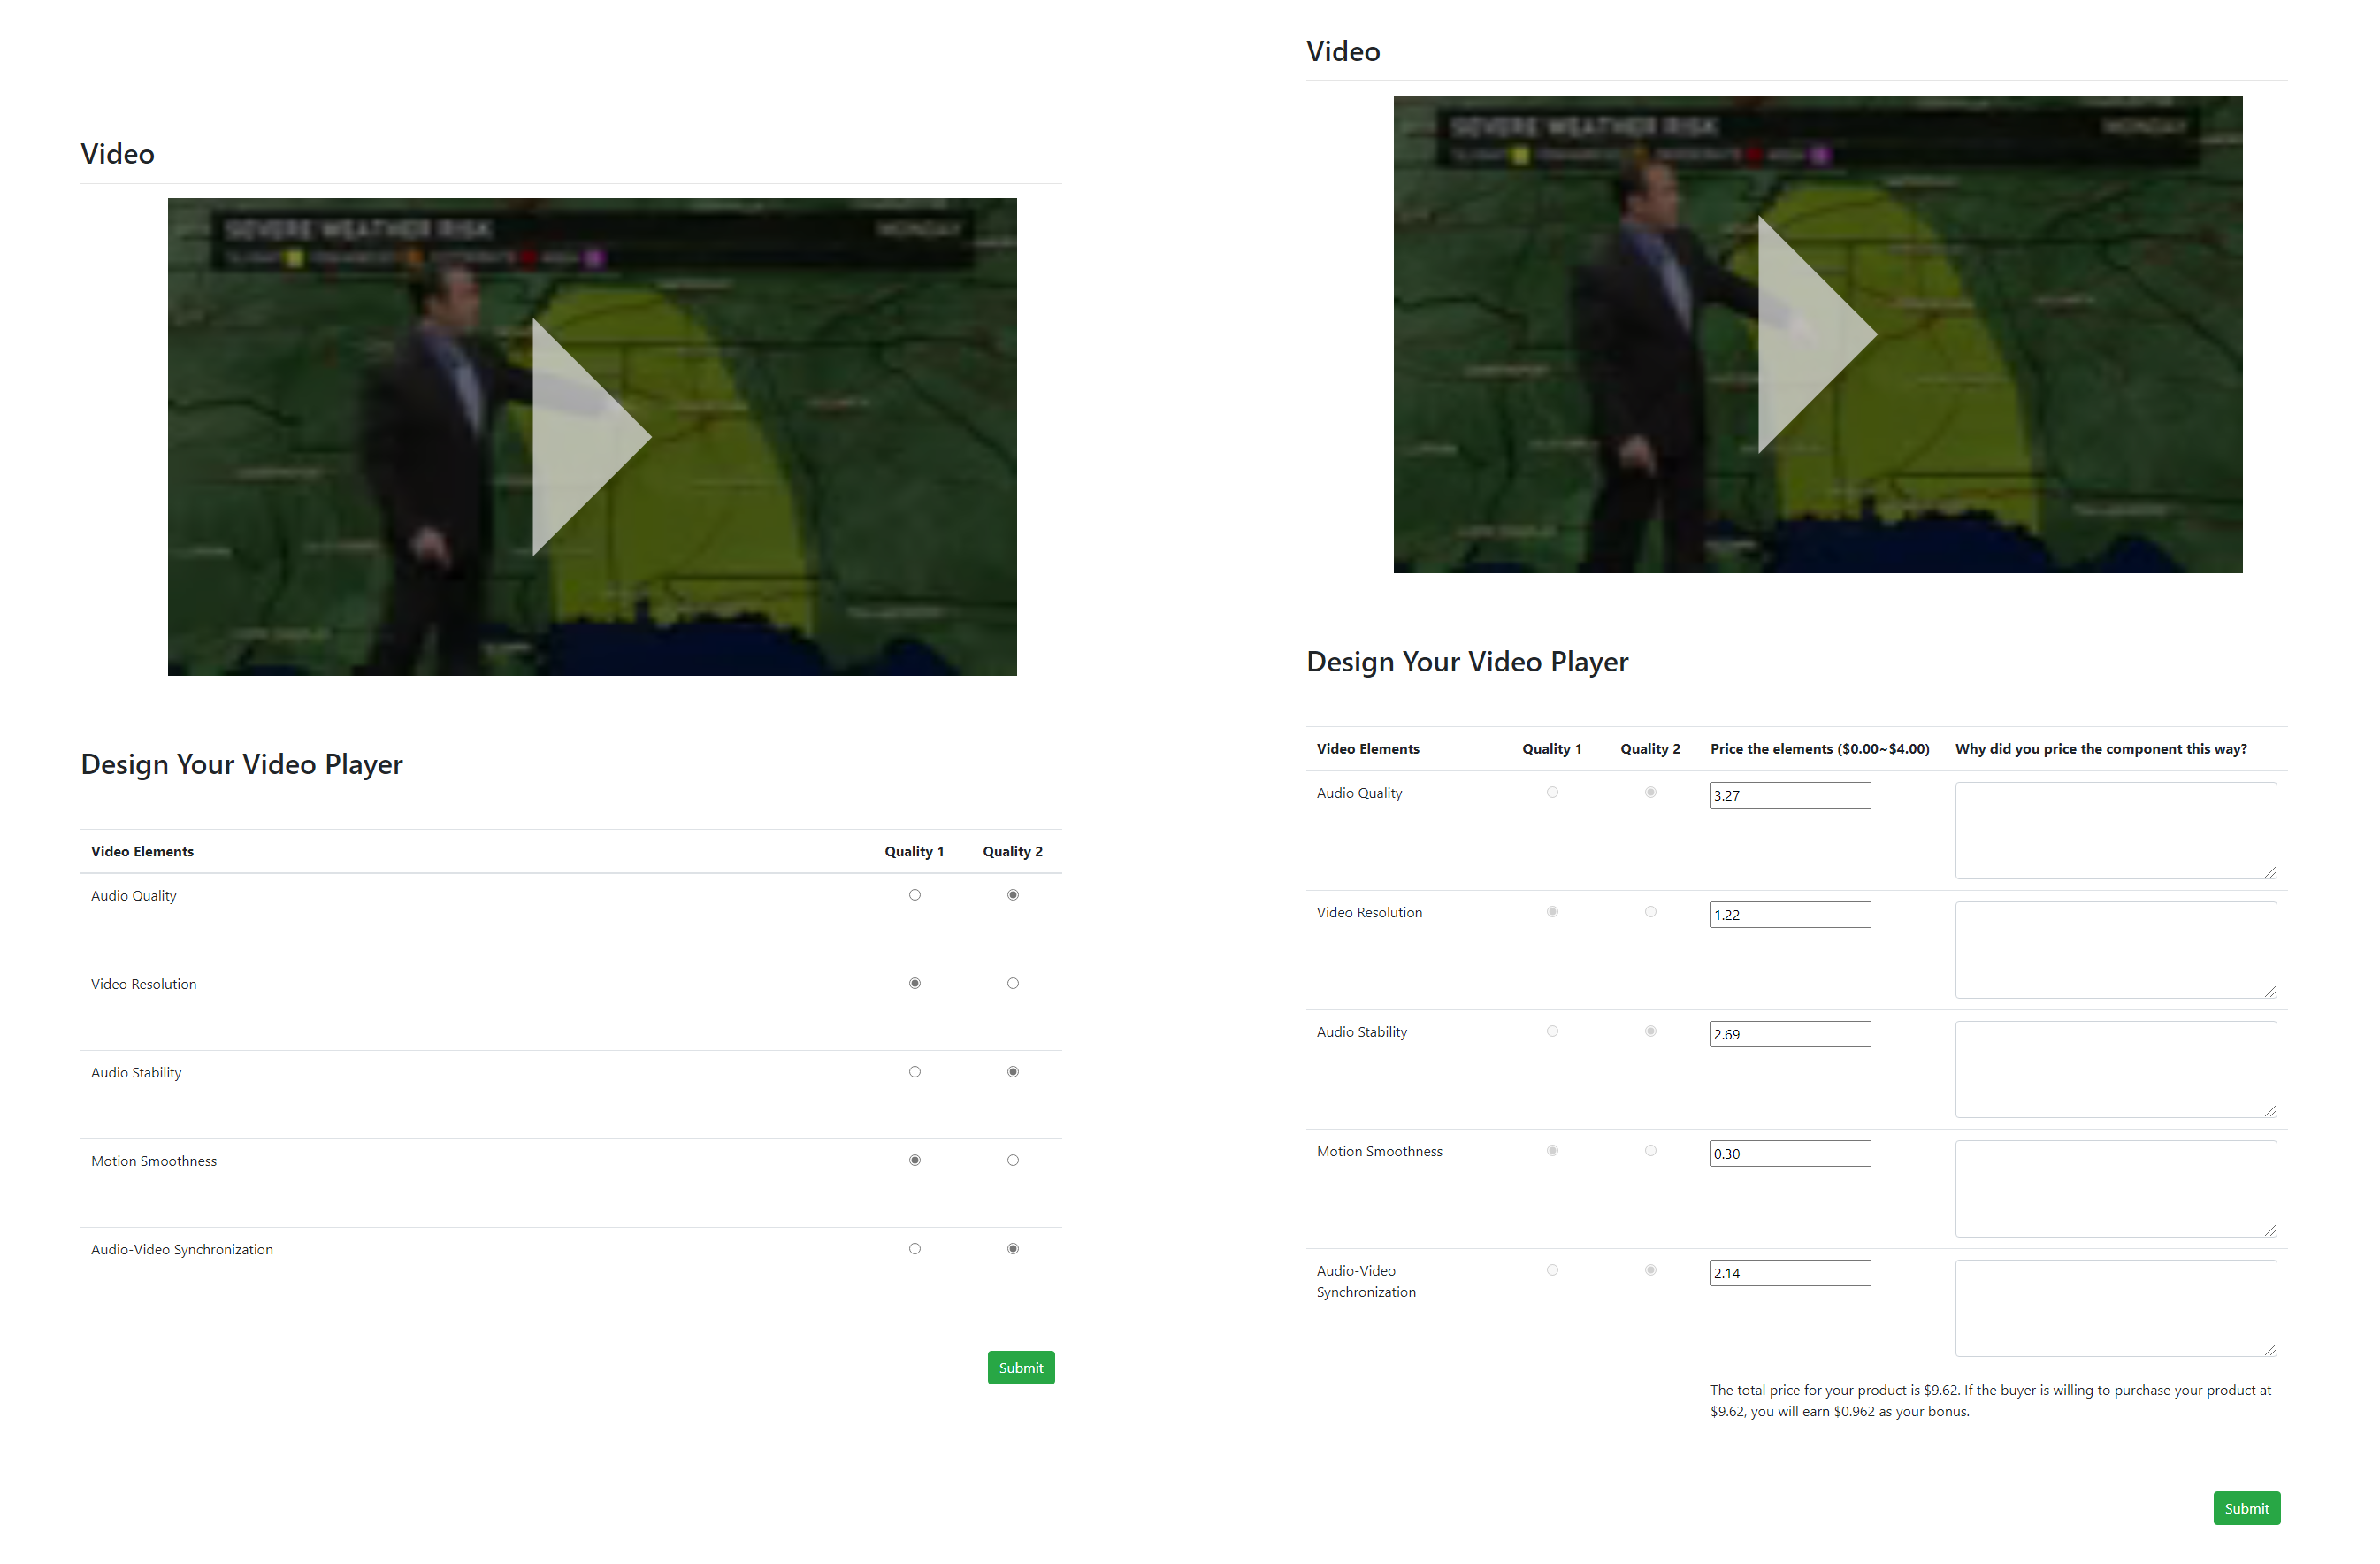 Video
SEVERE WEATHER RISK MONDAY
Design Your Video Player
Video Elements Quality 1 Quality 2
Audio Quality
Video Resolution
Audio Stability
Motion Smoothness
Audio-Video Synchronization
Submit
Video
SEVERE WEATHER RISK MONDAY
Design Your Video Player
Video Elements Quality 1 Quality 2 Price the elements ($0.00~$4.00) Why did you price the component this way?
Audio Quality 3.27
Video Resolution 1.22
Audio Stability 2.69
Motion Smoothness 0.30
Audio-Video 2.14
Synchronization
The total price for your product is $9.62. If the buyer is willing to purchase your product at
$9.62, you will earn $0.962 as your bonus.
Submit